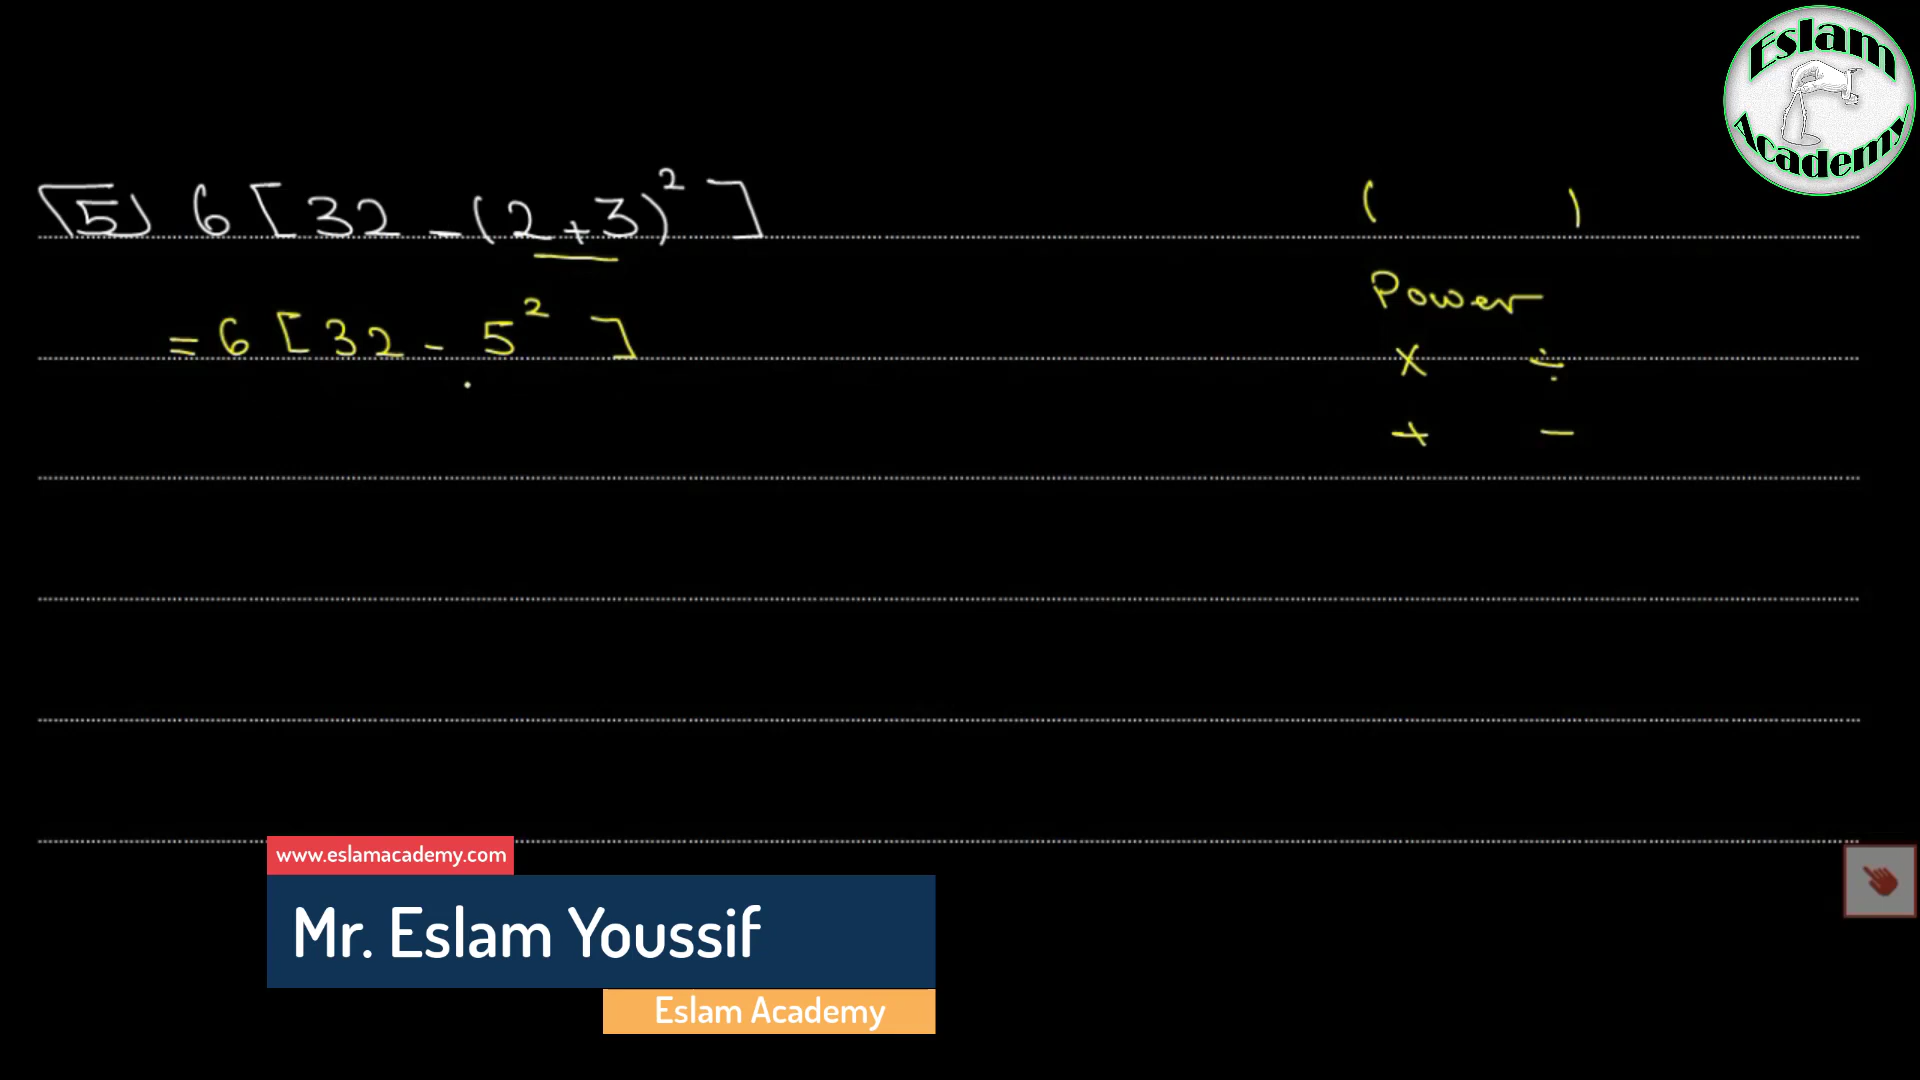 5) 6 [ 32 - (2+3)² ]
= 6 [ 32 - 5² ]
( )
Power
× ÷
+ -
Eslam
Academy
www.eslamacademy.com
Mr. Eslam Youssif
Eslam Academy